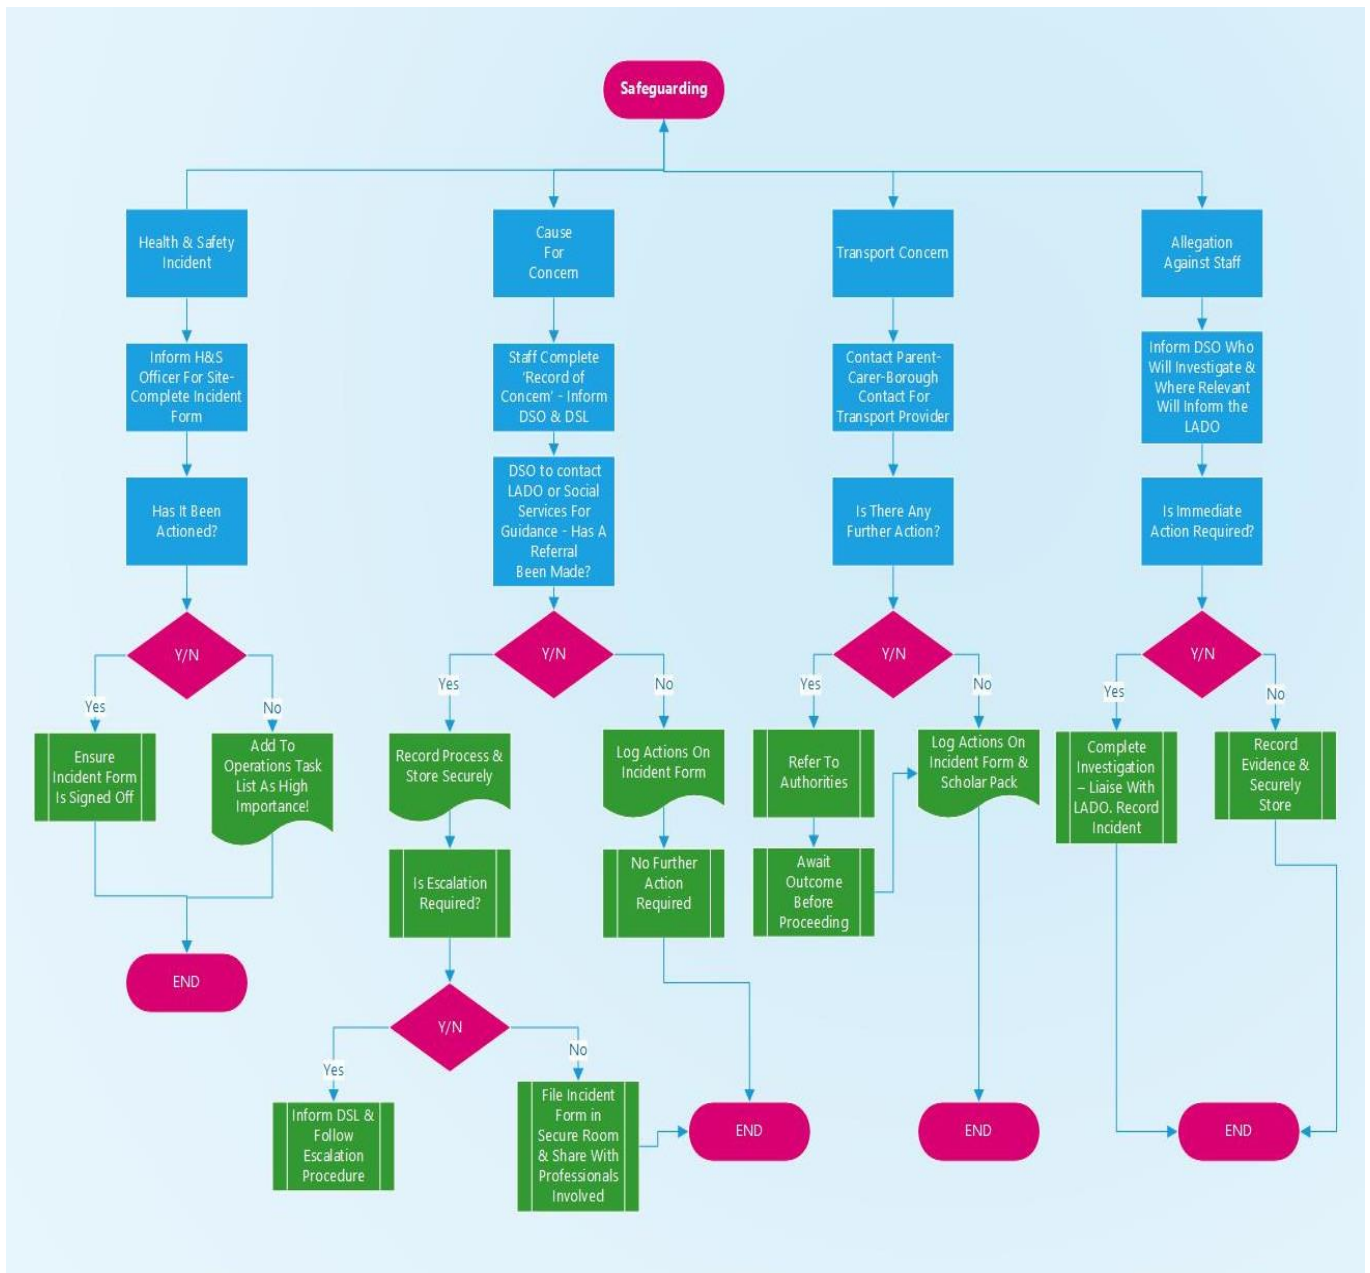 Safeguarding
Health & Safety
Incident
Cause
For
Concern
Transport Concern
Allegation
Against Staff
Inform H&S
Officer For Site-
Complete Incident
Form
Staff Complete
'Record of
Concern' - Inform
DSO & DSL
Contact Parent-
Carer-Borough
Contact For
Transport Provider
Inform DSO Who
Will Investigate &
Where Relevant
Will Inform the
LADO
Has It Been
Actioned?
DSO to contact
LADO or Social
Services For
Guidance - Has A
Referral
Been Made?
Is There Any
Further Action?
Is Immediate
Action Required?
Y/N
Y/N
Y/N
Y/N
Yes
No
Yes
No
Yes
No
Yes
No
Ensure
Incident Form
Is Signed Off
Add To
Operations Task
List As High
Importance!
Record Process &
Store Securely
Log Actions On
Incident Form
Refer To
Authorities
Log Actions On
Incident Form &
Scholar Pack
Complete
Investigation
– Liaise With
LADO. Record
Incident
Record
Evidence &
Securely
Store
Is Escalation
Required?
No Further
Action
Required
Await
Outcome
Before
Proceeding
END
Y/N
Yes
No
Inform DSL &
Follow
Escalation
Procedure
File Incident
Form in
Secure Room
& Share With
Professionals
Involved
END
END
END